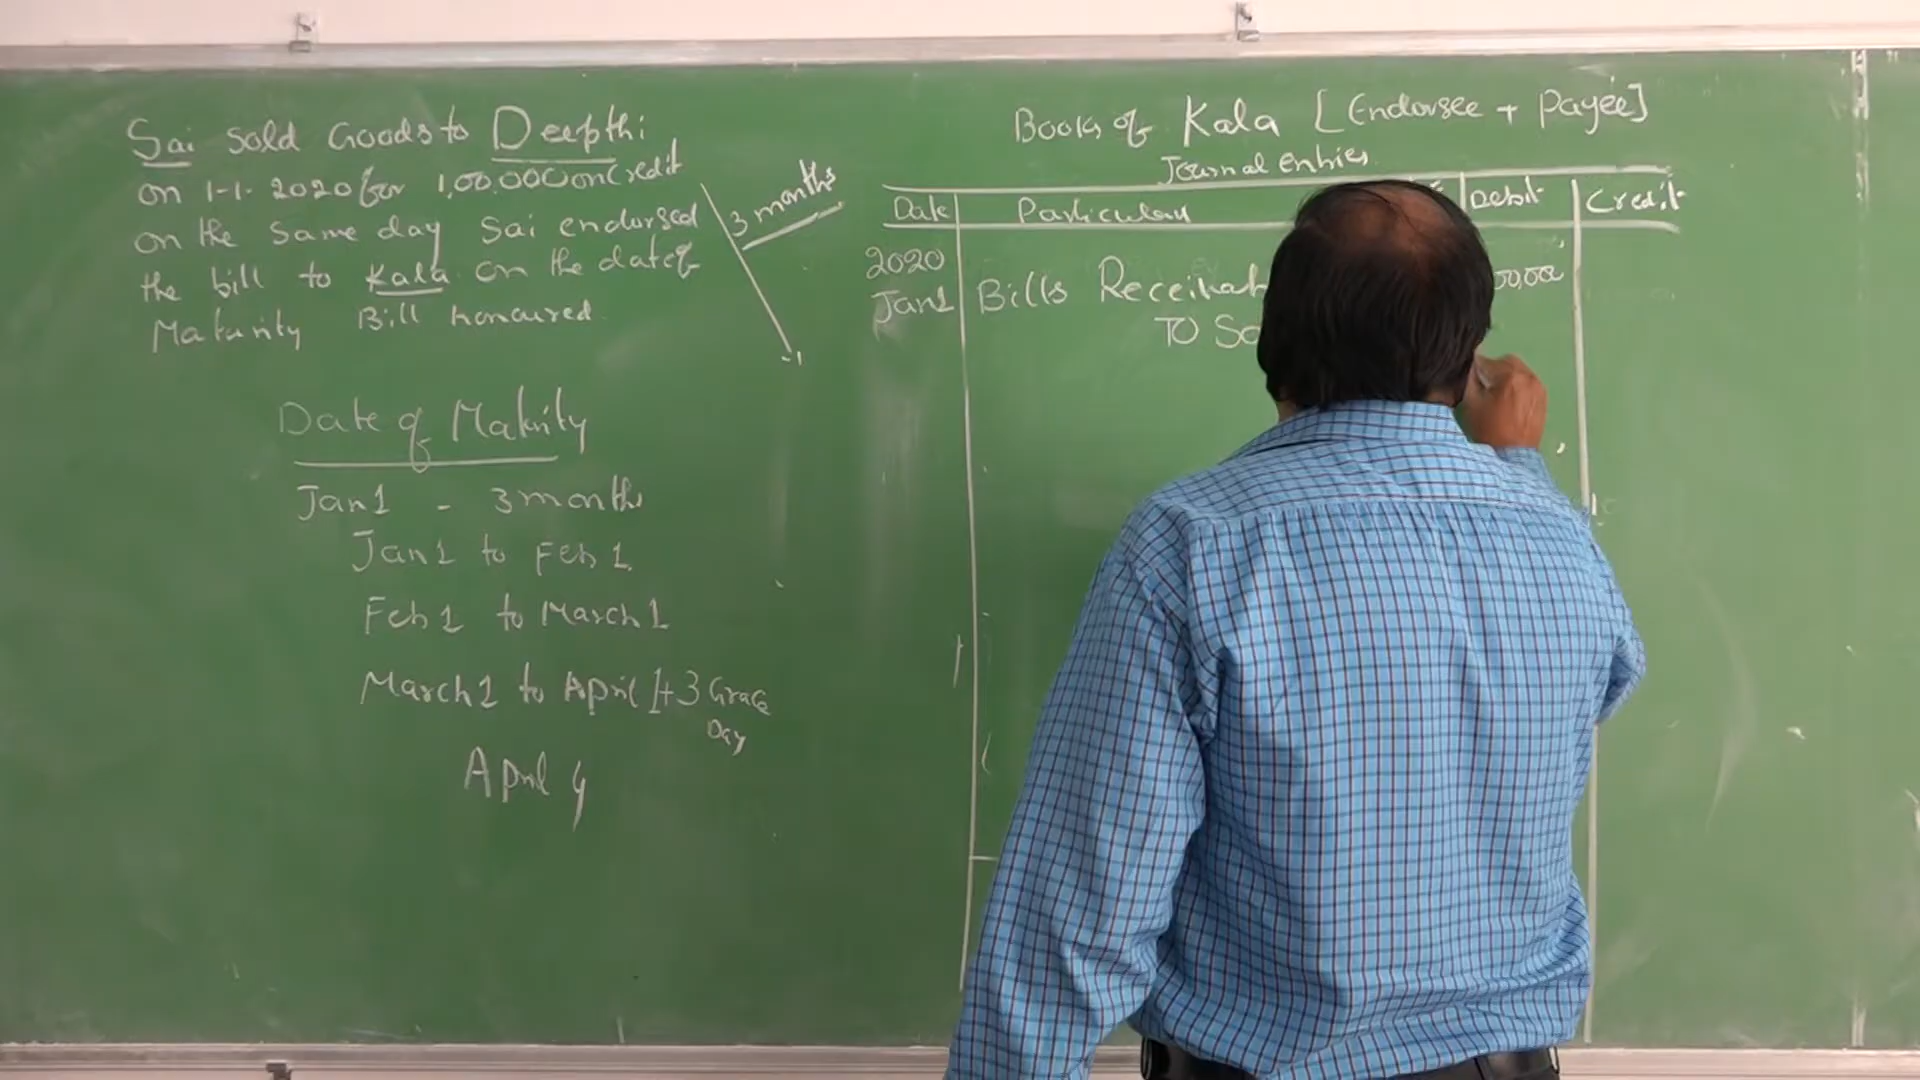 Sai sold Goods to Deepthi
on 1-1-2020 for 1,00,000 on Credit
on the same day Sai endorsed
the bill to Kala on the date of
Maturity Bill honoured
3 months
Date of Maturity
Jan 1 - 3 months
Jan 1 to Feb 1
Feb 1 to March 1
March 1 to April 1 + 3 Grace
Day
April 4
Books of Kala [Endorsee + Payee]
Journal entries
Date Particulars Debit Credit
2020
Jan 1 Bills Receivab 00,000
To Sa